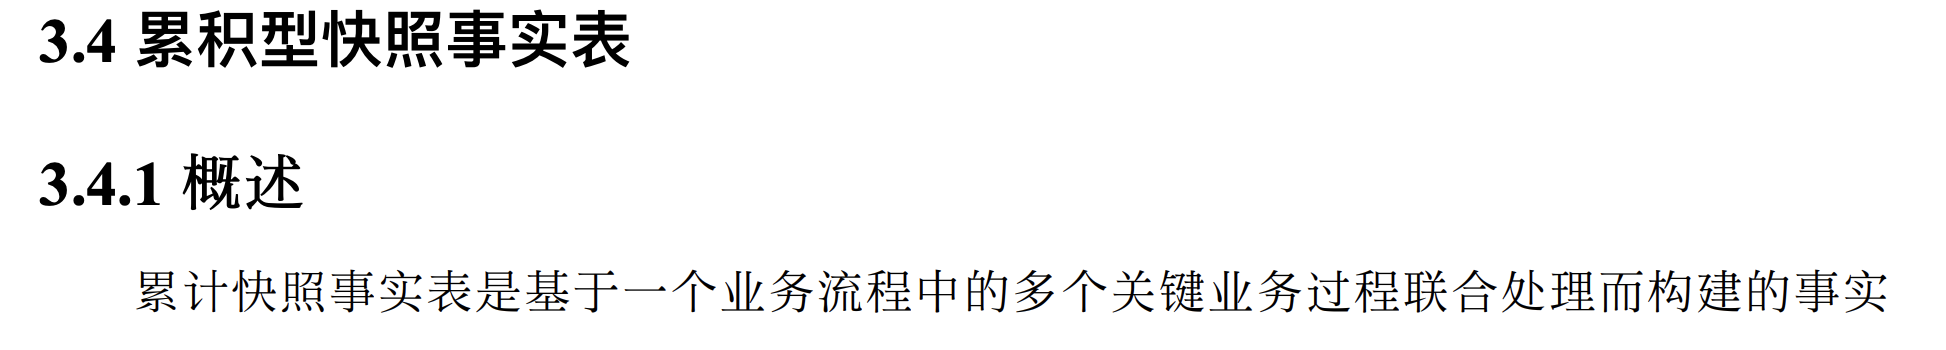 3.4 累积型快照事实表
3.4.1 概述
累计快照事实表是基于一个业务流程中的多个关键业务过程联合处理而构建的事实